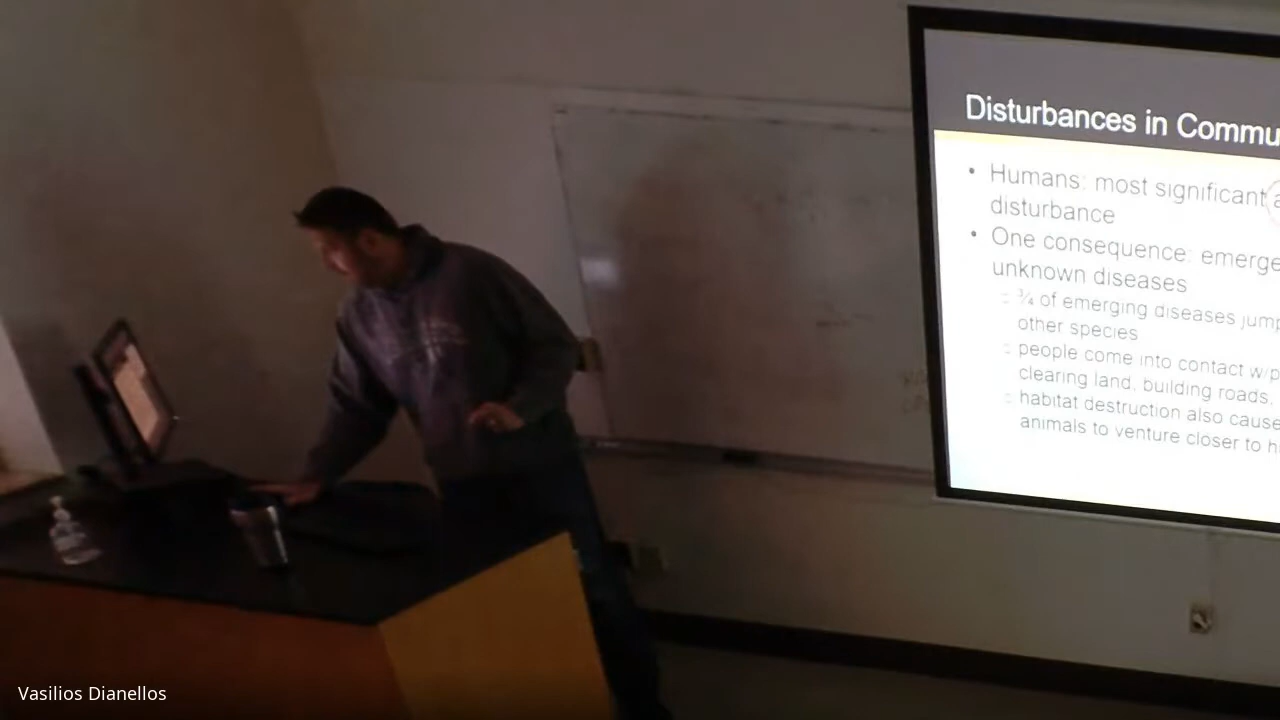 Disturbances in Commu
• Humans: most significant a
disturbance
• One consequence: emerge
unknown diseases
¾ of emerging diseases jump
other species
people come into contact w/p
clearing land, building roads,
habitat destruction also cause
animals to venture closer to h
Vasilios Dianellos